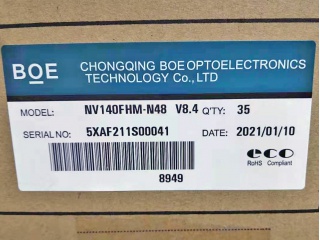 BOE
CHONGQING BOE OPTOELECTRONICS
TECHNOLOGY Co., LTD
MODEL: NV140FHM-N48 V8.4 Q'TY: 35
SERIAL NO: 5XAF211S00041 DATE: 2021/01/10
8949
eco
RoHS Compliant